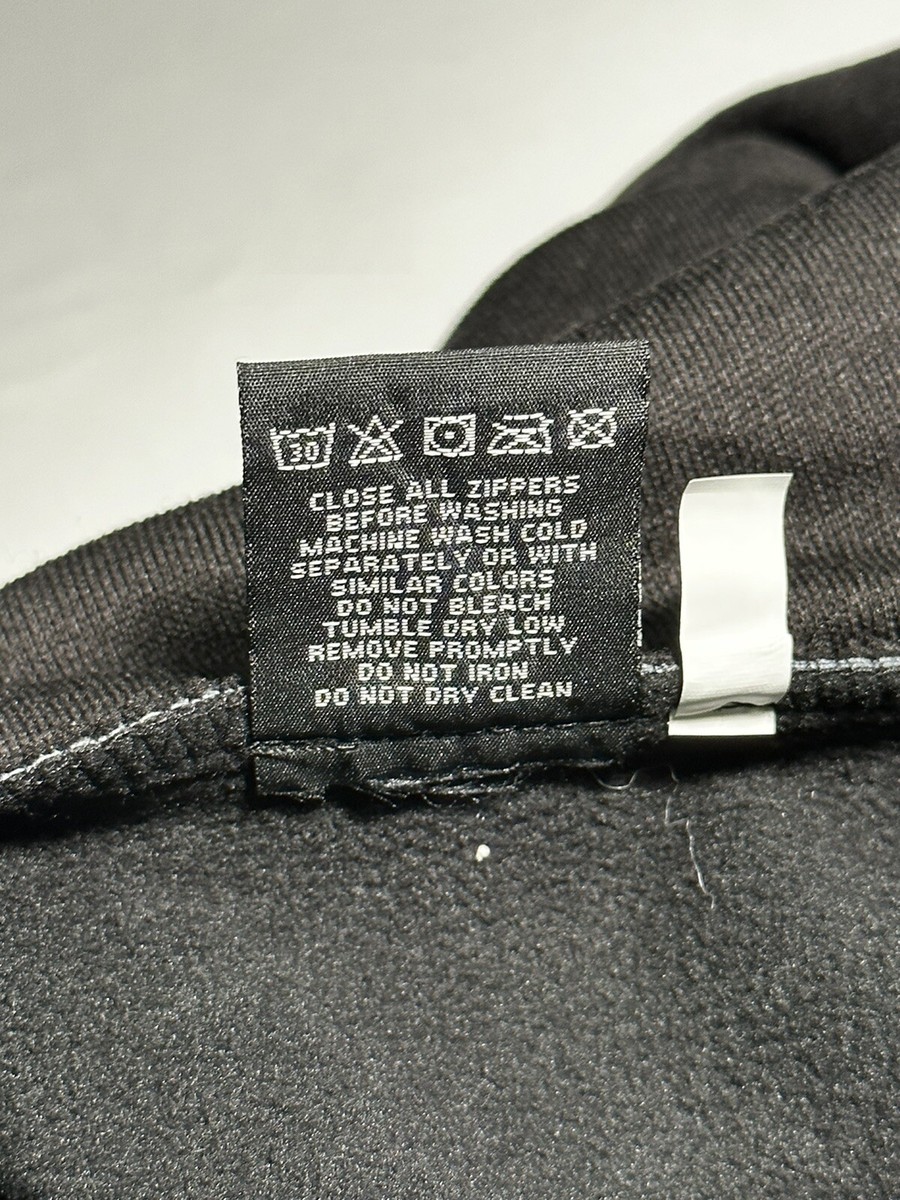 30
CLOSE ALL ZIPPERS
BEFORE WASHING
MACHINE WASH COLD
SEPARATELY OR WITH
SIMILAR COLORS
DO NOT BLEACH
TUMBLE DRY LOW
REMOVE PROMPTLY
DO NOT IRON
DO NOT DRY CLEAN